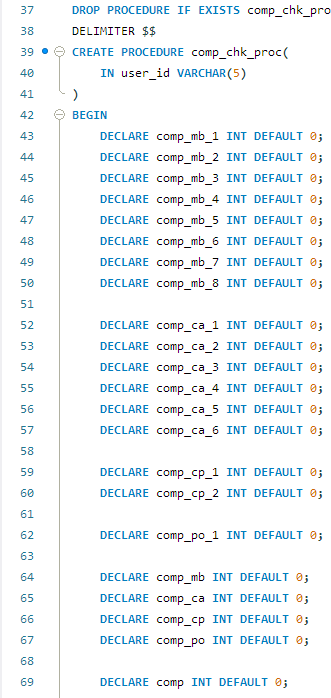 37 DROP PROCEDURE IF EXISTS comp_chk_pro
38 DELIMITER $$
39 CREATE PROCEDURE comp_chk_proc(
40 IN user_id VARCHAR(5)
41 )
42 BEGIN
43 DECLARE comp_mb_1 INT DEFAULT 0;
44 DECLARE comp_mb_2 INT DEFAULT 0;
45 DECLARE comp_mb_3 INT DEFAULT 0;
46 DECLARE comp_mb_4 INT DEFAULT 0;
47 DECLARE comp_mb_5 INT DEFAULT 0;
48 DECLARE comp_mb_6 INT DEFAULT 0;
49 DECLARE comp_mb_7 INT DEFAULT 0;
50 DECLARE comp_mb_8 INT DEFAULT 0;
51
52 DECLARE comp_ca_1 INT DEFAULT 0;
53 DECLARE comp_ca_2 INT DEFAULT 0;
54 DECLARE comp_ca_3 INT DEFAULT 0;
55 DECLARE comp_ca_4 INT DEFAULT 0;
56 DECLARE comp_ca_5 INT DEFAULT 0;
57 DECLARE comp_ca_6 INT DEFAULT 0;
58
59 DECLARE comp_cp_1 INT DEFAULT 0;
60 DECLARE comp_cp_2 INT DEFAULT 0;
61
62 DECLARE comp_po_1 INT DEFAULT 0;
63
64 DECLARE comp_mb INT DEFAULT 0;
65 DECLARE comp_ca INT DEFAULT 0;
66 DECLARE comp_cp INT DEFAULT 0;
67 DECLARE comp_po INT DEFAULT 0;
68
69 DECLARE comp INT DEFAULT 0;